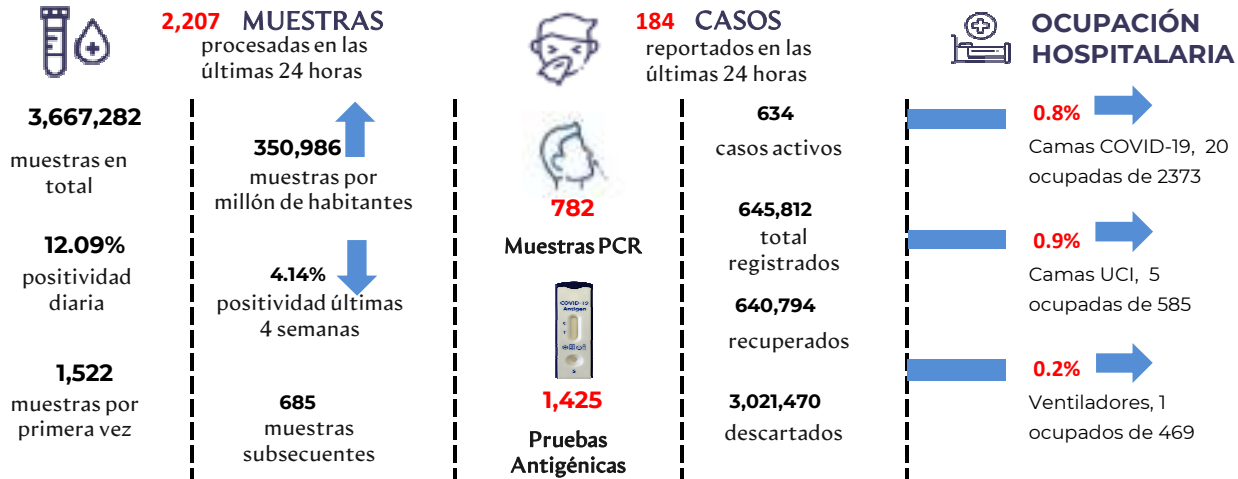 2,207 MUESTRAS
procesadas en las
últimas 24 horas
3,667,282
muestras en
total
12.09%
positividad
diaria
1,522
muestras por
primera vez
350,986
muestras por
millón de habitantes
4.14%
positividad últimas
4 semanas
685
muestras
subsecuentes
184 CASOS
reportados en las
últimas 24 horas
782
Muestras PCR
COVID-19
Antigen
C
T
S
1,425
Pruebas
Antigénicas
634
casos activos
645,812
total
registrados
640,794
recuperados
3,021,470
descartados
OCUPACIÓN
HOSPITALARIA
0.8%
Camas COVID-19, 20
ocupadas de 2373
0.9%
Camas UCI, 5
ocupadas de 585
0.2%
Ventiladores, 1
ocupados de 469